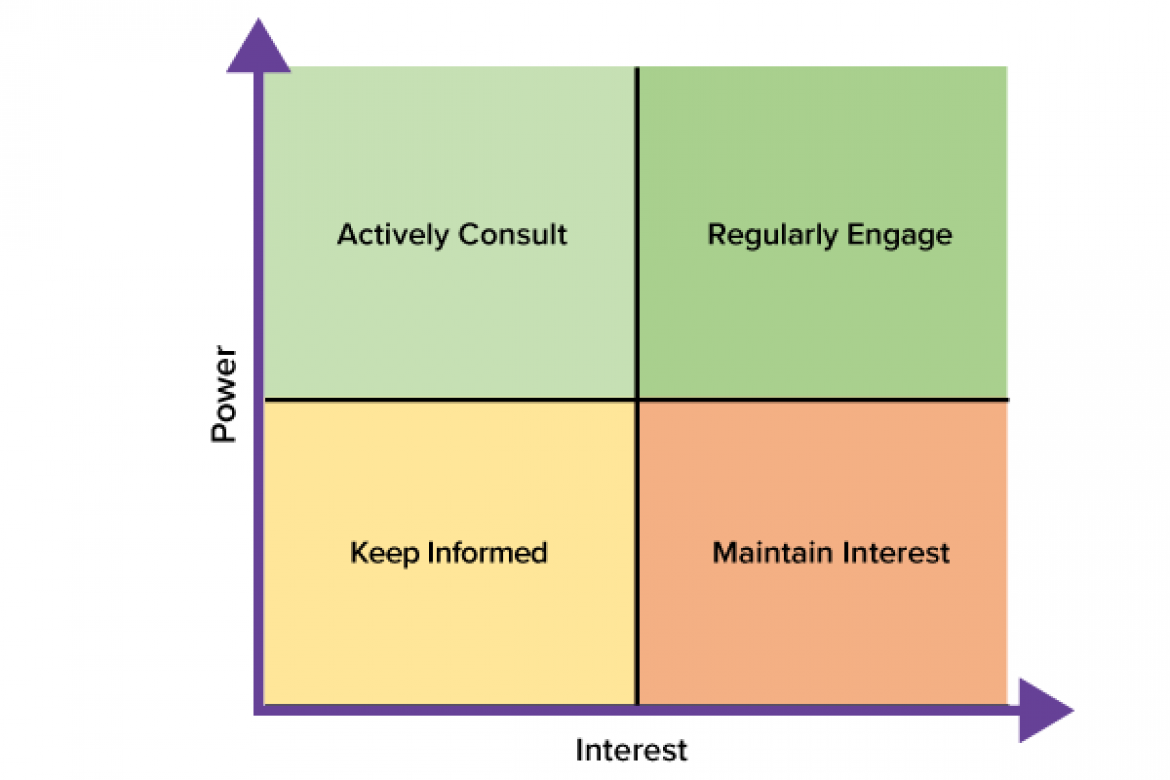 Actively Consult
Regularly Engage
Power
Keep Informed
Maintain Interest
Interest